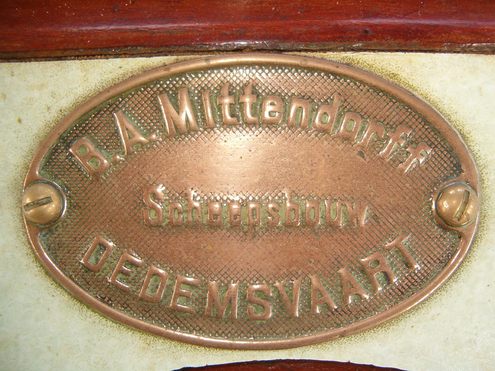 B.A. Mittendorff
Scheepsbouw
DEDEMSVAART